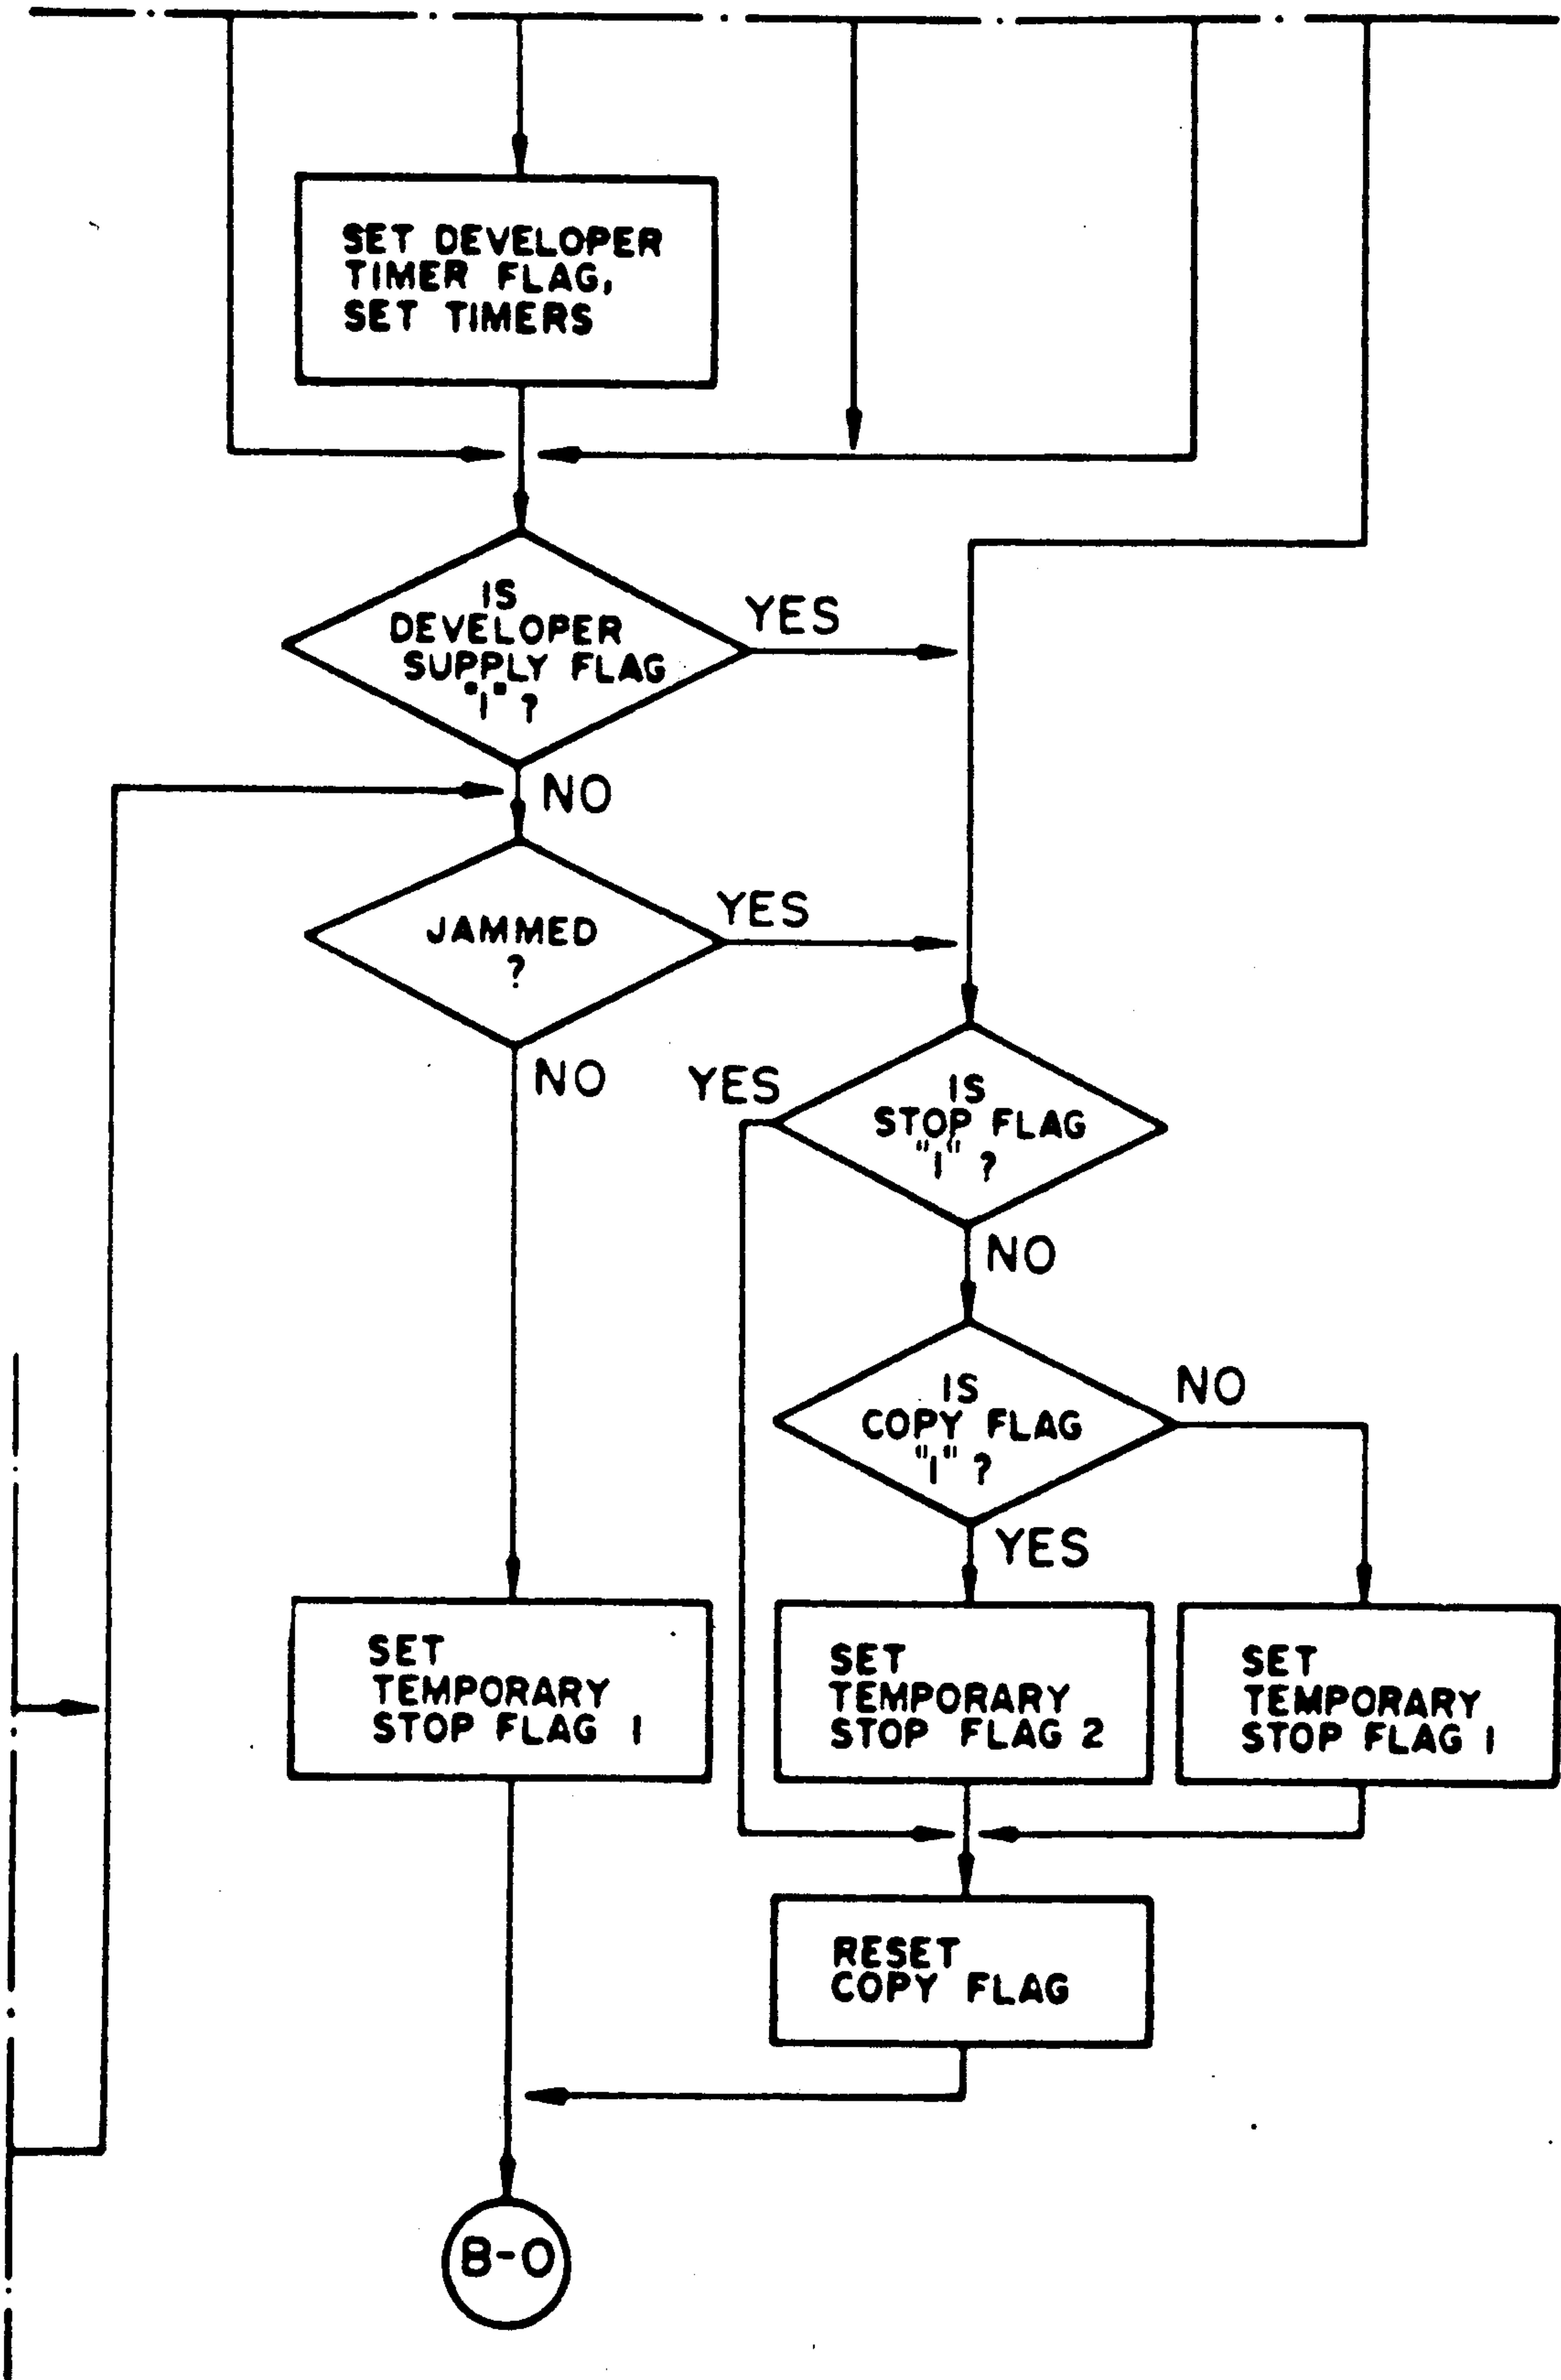 SET DEVELOPER
TIMER FLAG,
SET TIMERS
IS
DEVELOPER
SUPPLY FLAG
"1" ?
YES
NO
JAMMED
?
YES
NO
IS
STOP FLAG
"1" ?
YES
NO
IS
COPY FLAG
"1" ?
NO
YES
SET
TEMPORARY
STOP FLAG 1
SET
TEMPORARY
STOP FLAG 2
SET
TEMPORARY
STOP FLAG 1
RESET
COPY FLAG
B-0